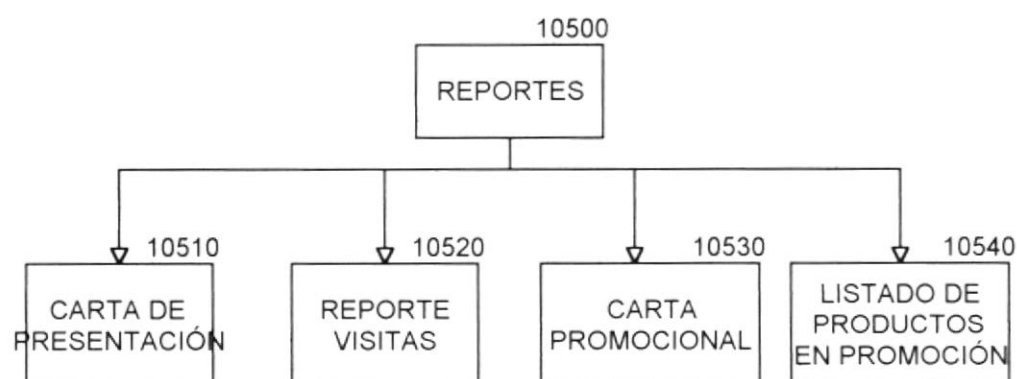 10500
REPORTES
10510
10520
10530
10540
CARTA DE
PRESENTACIÓN
REPORTE
VISITAS
CARTA
PROMOCIONAL
LISTADO DE
PRODUCTOS
EN PROMOCIÓN